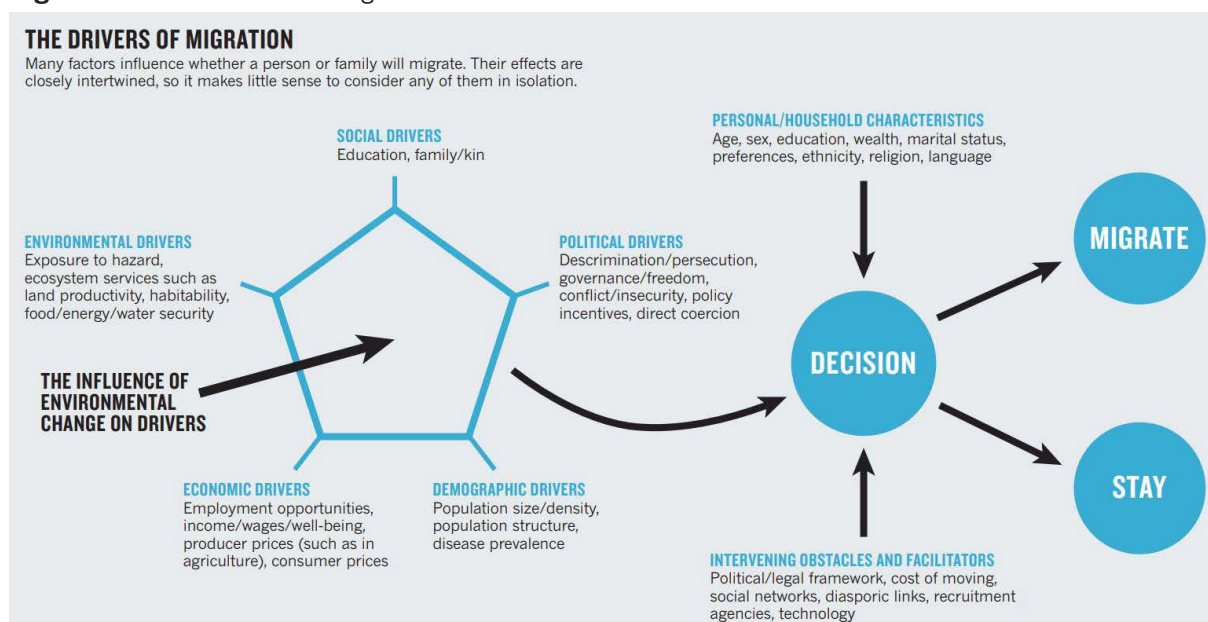 THE DRIVERS OF MIGRATION
Many factors influence whether a person or family will migrate. Their effects are
closely intertwined, so it makes little sense to consider any of them in isolation.
SOCIAL DRIVERS
Education, family/kin
ENVIRONMENTAL DRIVERS
Exposure to hazard,
ecosystem services such as
land productivity, habitability,
food/energy/water security
POLITICAL DRIVERS
Descrimination/persecution,
governance/freedom,
conflict/insecurity, policy
incentives, direct coercion
THE INFLUENCE OF
ENVIRONMENTAL
CHANGE ON DRIVERS
ECONOMIC DRIVERS
Employment opportunities,
income/wages/well-being,
producer prices (such as in
agriculture), consumer prices
DEMOGRAPHIC DRIVERS
Population size/density,
population structure,
disease prevalence
PERSONAL/HOUSEHOLD CHARACTERISTICS
Age, sex, education, wealth, marital status,
preferences, ethnicity, religion, language
DECISION
MIGRATE
STAY
INTERVENING OBSTACLES AND FACILITATORS
Political/legal framework, cost of moving,
social networks, diasporic links, recruitment
agencies, technology